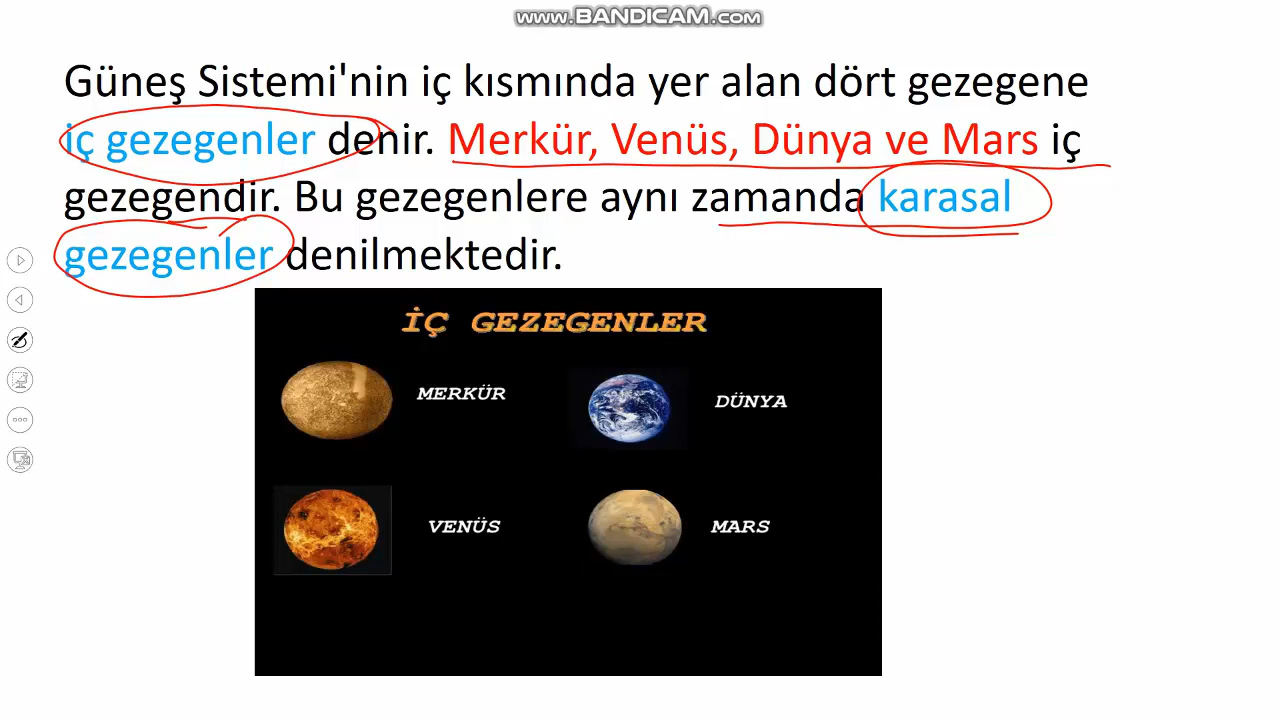 www.BANDICAM.com
Güneş Sistemi'nin iç kısmında yer alan dört gezegene
iç gezegenler denir. Merkür, Venüs, Dünya ve Mars iç
gezegendir. Bu gezegenlere aynı zamanda karasal
gezegenler denilmektedir.
İÇ GEZEGENLER
MERKÜR
DÜNYA
VENÜS
MARS